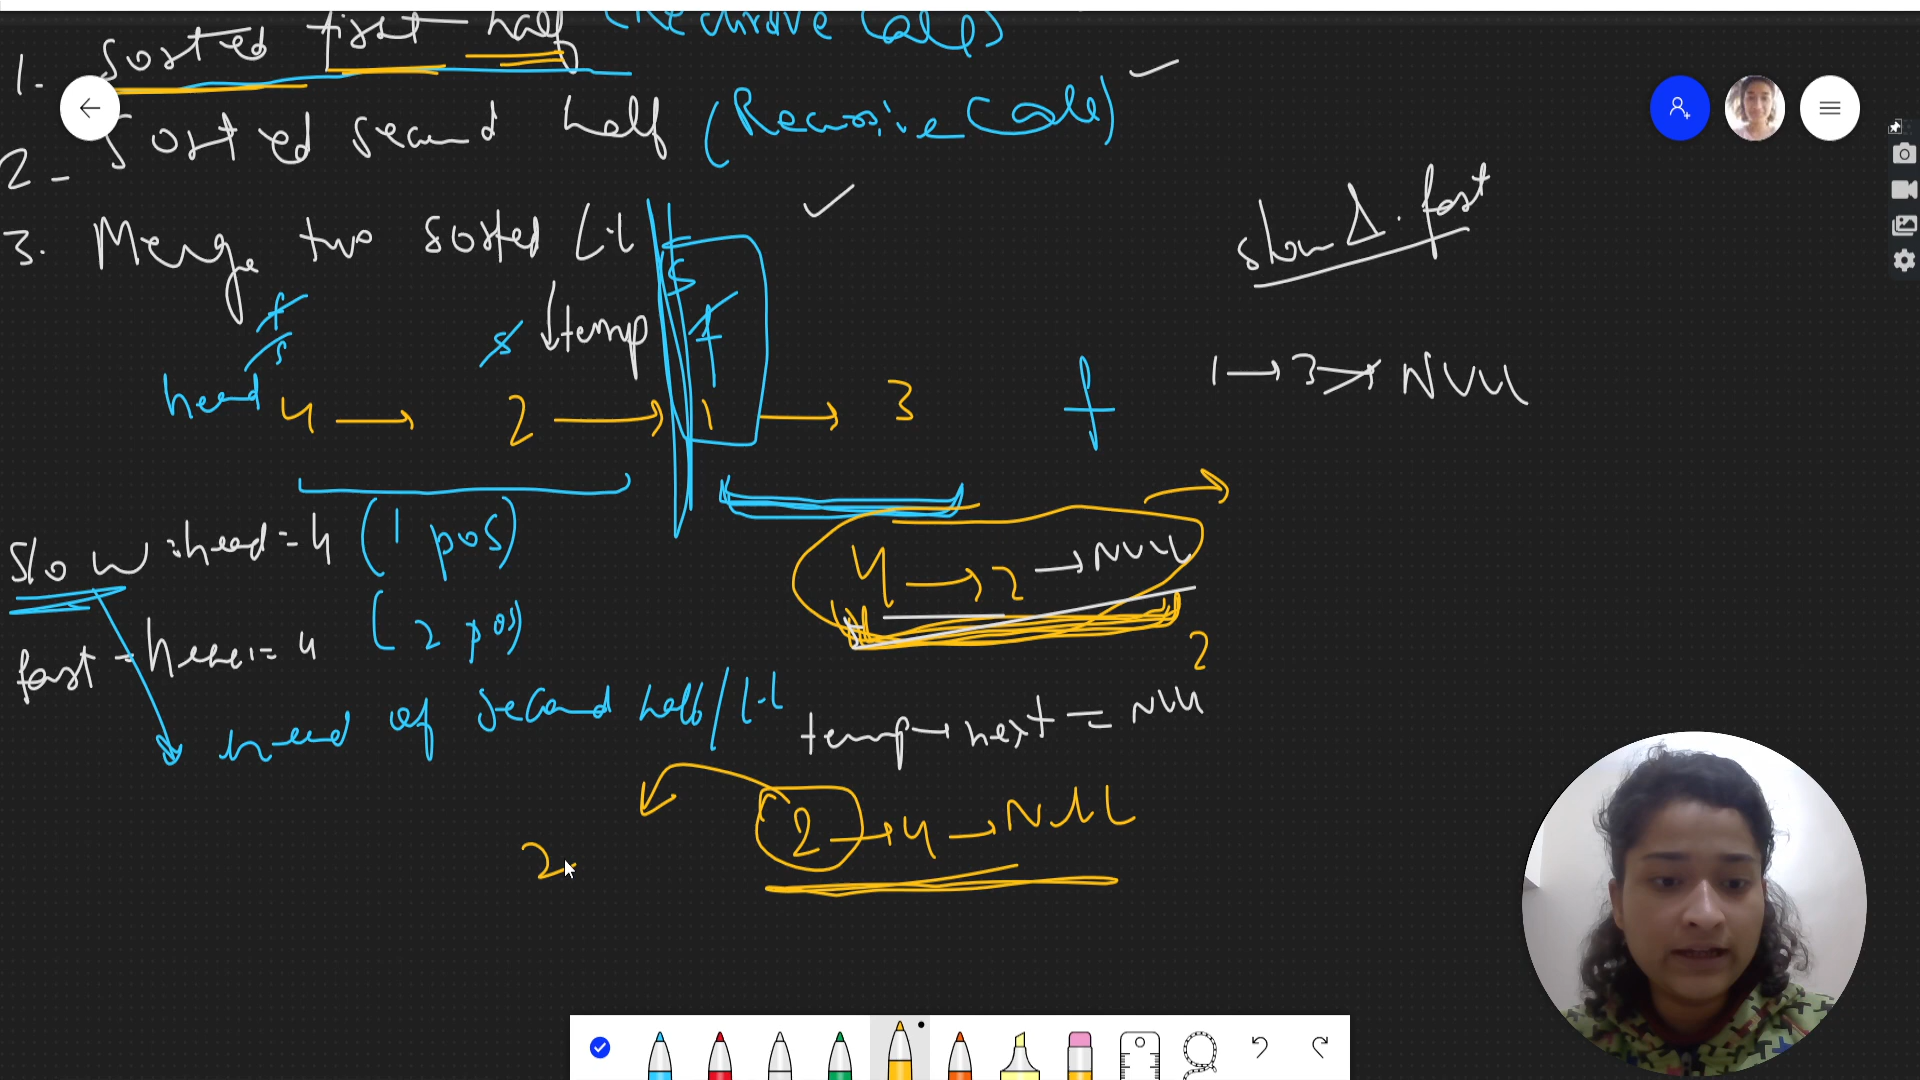 1. Sorted first half (Recursive Call)
2- Sorted second half (Recursive Call)
3. Merge two sorted L.L
slow & fast
f
s
s
temp
s
f
head 4 → 2 → 1 → 3
f
1 → 3 → NULL
slow = head = 4 (1 pos)
4 → 2 → NULL
fast = head = 4 (2 pos)
2
head of second half/L.L
temp → next = NULL
2 → 4 → NULL
2